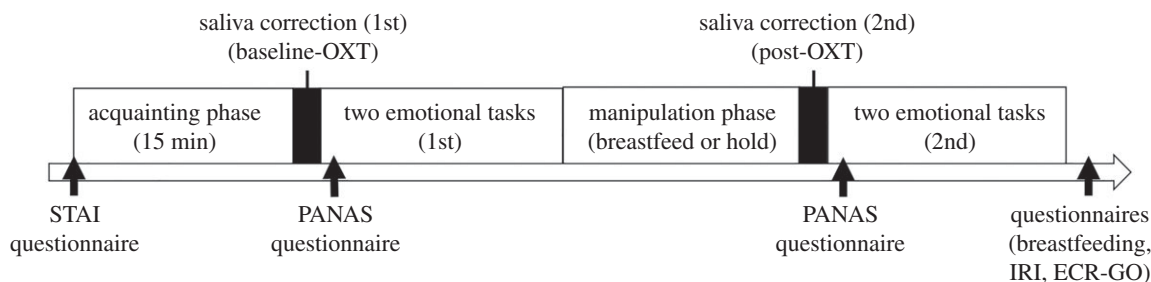 saliva correction (1st)
(baseline-OXT)
saliva correction (2nd)
(post-OXT)
acquainting phase
(15 min)
two emotional tasks
(1st)
manipulation phase
(breastfeed or hold)
two emotional tasks
(2nd)
STAI
questionnaire
PANAS
questionnaire
PANAS
questionnaire
questionnaires
(breastfeeding,
IRI, ECR-GO)